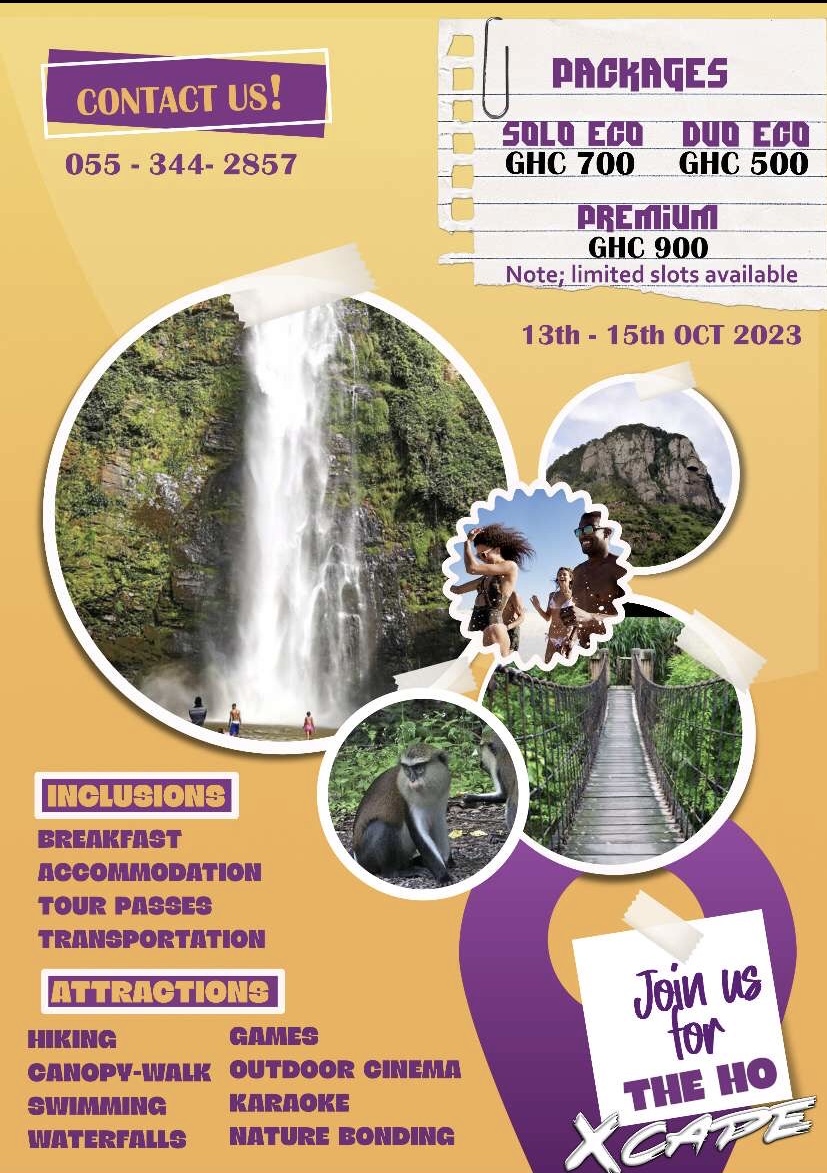 CONTACT US!
055 - 344- 2857
PACKAGES
SOLO ECO
GHC 700
DUO ECO
GHC 500
PREMiUM
GHC 900
Note; limited slots available
13th - 15th OCT 2023
INCLUSIONS
BREAKFAST
ACCOMMODATION
TOUR PASSES
TRANSPORTATION
ATTRACTIONS
HIKING
CANOPY-WALK
SWIMMING
WATERFALLS
GAMES
OUTDOOR CINEMA
KARAOKE
NATURE BONDING
Join us
for
THE HO
XCAPE